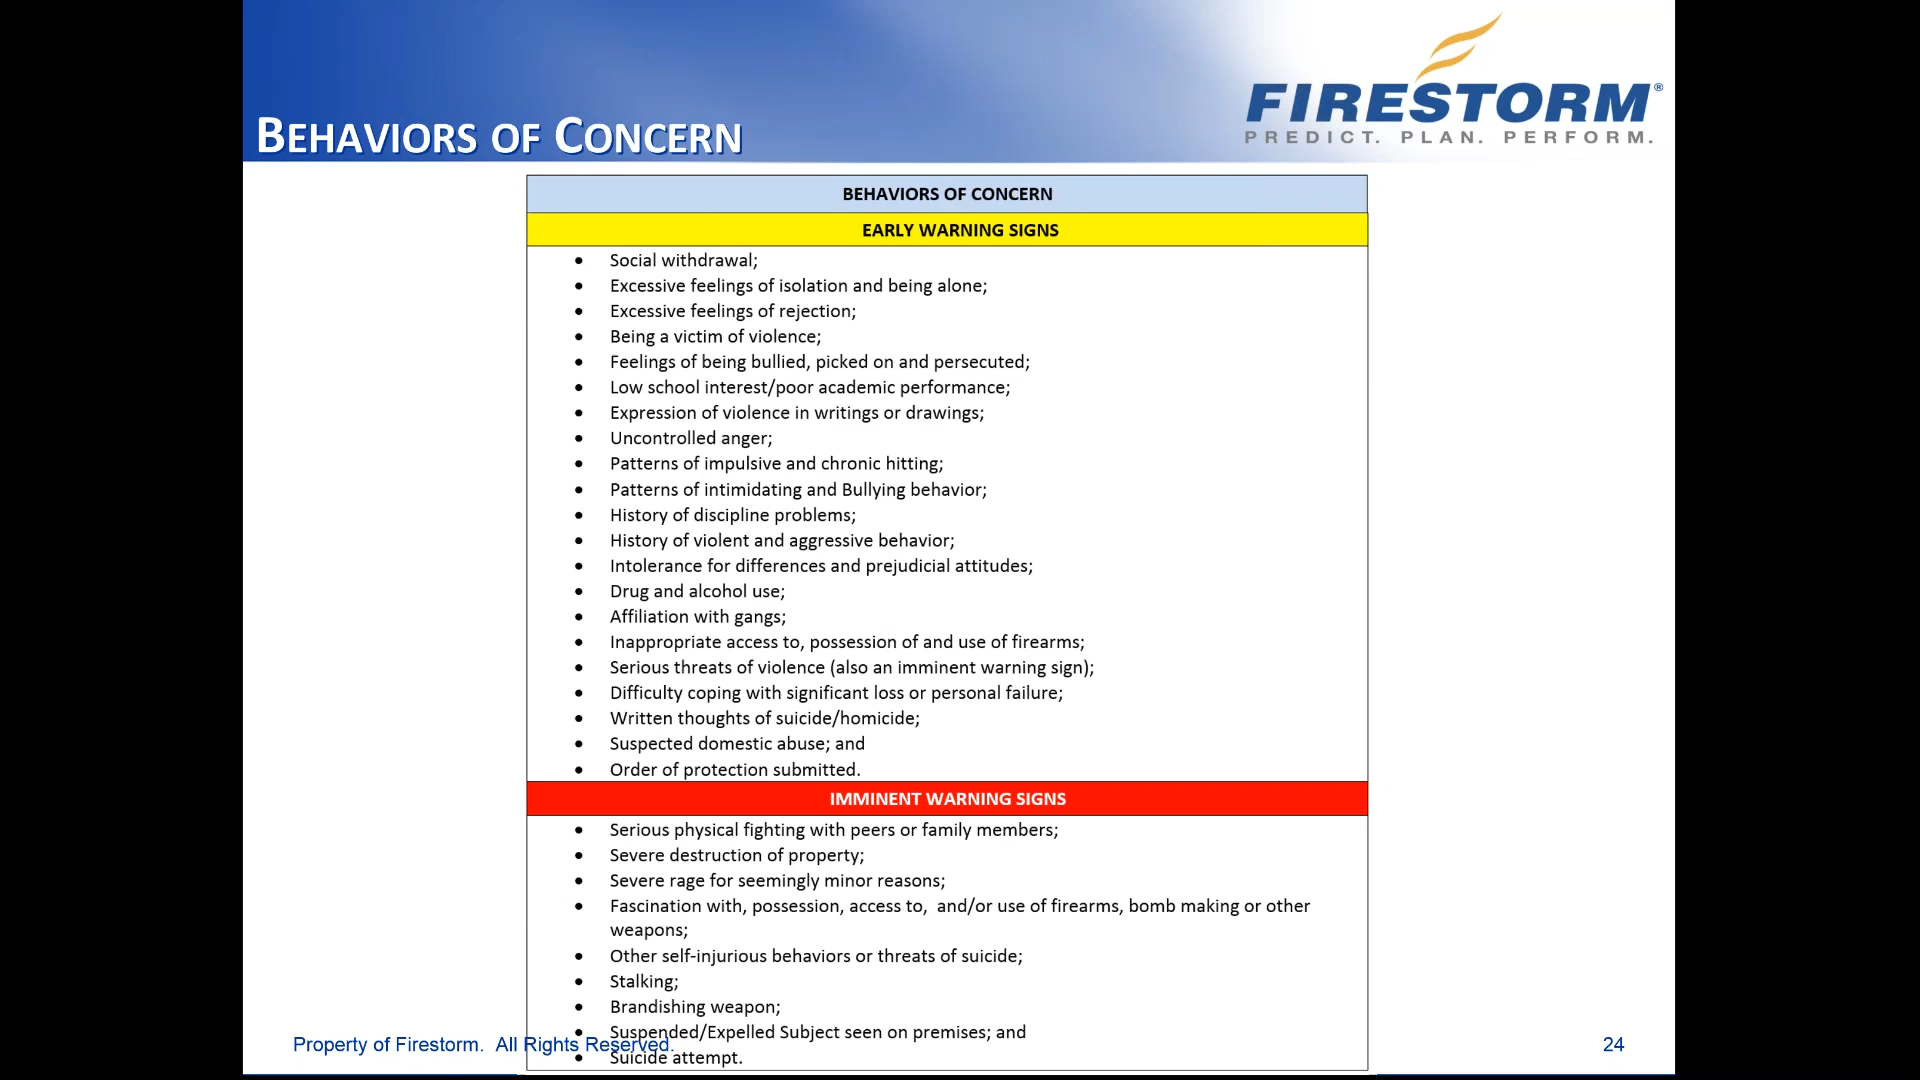 FIRESTORM®
PREDICT. PLAN. PERFORM.
BEHAVIORS OF CONCERN
BEHAVIORS OF CONCERN
EARLY WARNING SIGNS
• Social withdrawal;
• Excessive feelings of isolation and being alone;
• Excessive feelings of rejection;
• Being a victim of violence;
• Feelings of being bullied, picked on and persecuted;
• Low school interest/poor academic performance;
• Expression of violence in writings or drawings;
• Uncontrolled anger;
• Patterns of impulsive and chronic hitting;
• Patterns of intimidating and Bullying behavior;
• History of discipline problems;
• History of violent and aggressive behavior;
• Intolerance for differences and prejudicial attitudes;
• Drug and alcohol use;
• Affiliation with gangs;
• Inappropriate access to, possession of and use of firearms;
• Serious threats of violence (also an imminent warning sign);
• Difficulty coping with significant loss or personal failure;
• Written thoughts of suicide/homicide;
• Suspected domestic abuse; and
• Order of protection submitted.
IMMINENT WARNING SIGNS
• Serious physical fighting with peers or family members;
• Severe destruction of property;
• Severe rage for seemingly minor reasons;
• Fascination with, possession, access to, and/or use of firearms, bomb making or other
weapons;
• Other self-injurious behaviors or threats of suicide;
• Stalking;
• Brandishing weapon;
• Suspended/Expelled Subject seen on premises; and
• Suicide attempt.
Property of Firestorm. All Rights Reserved.
24